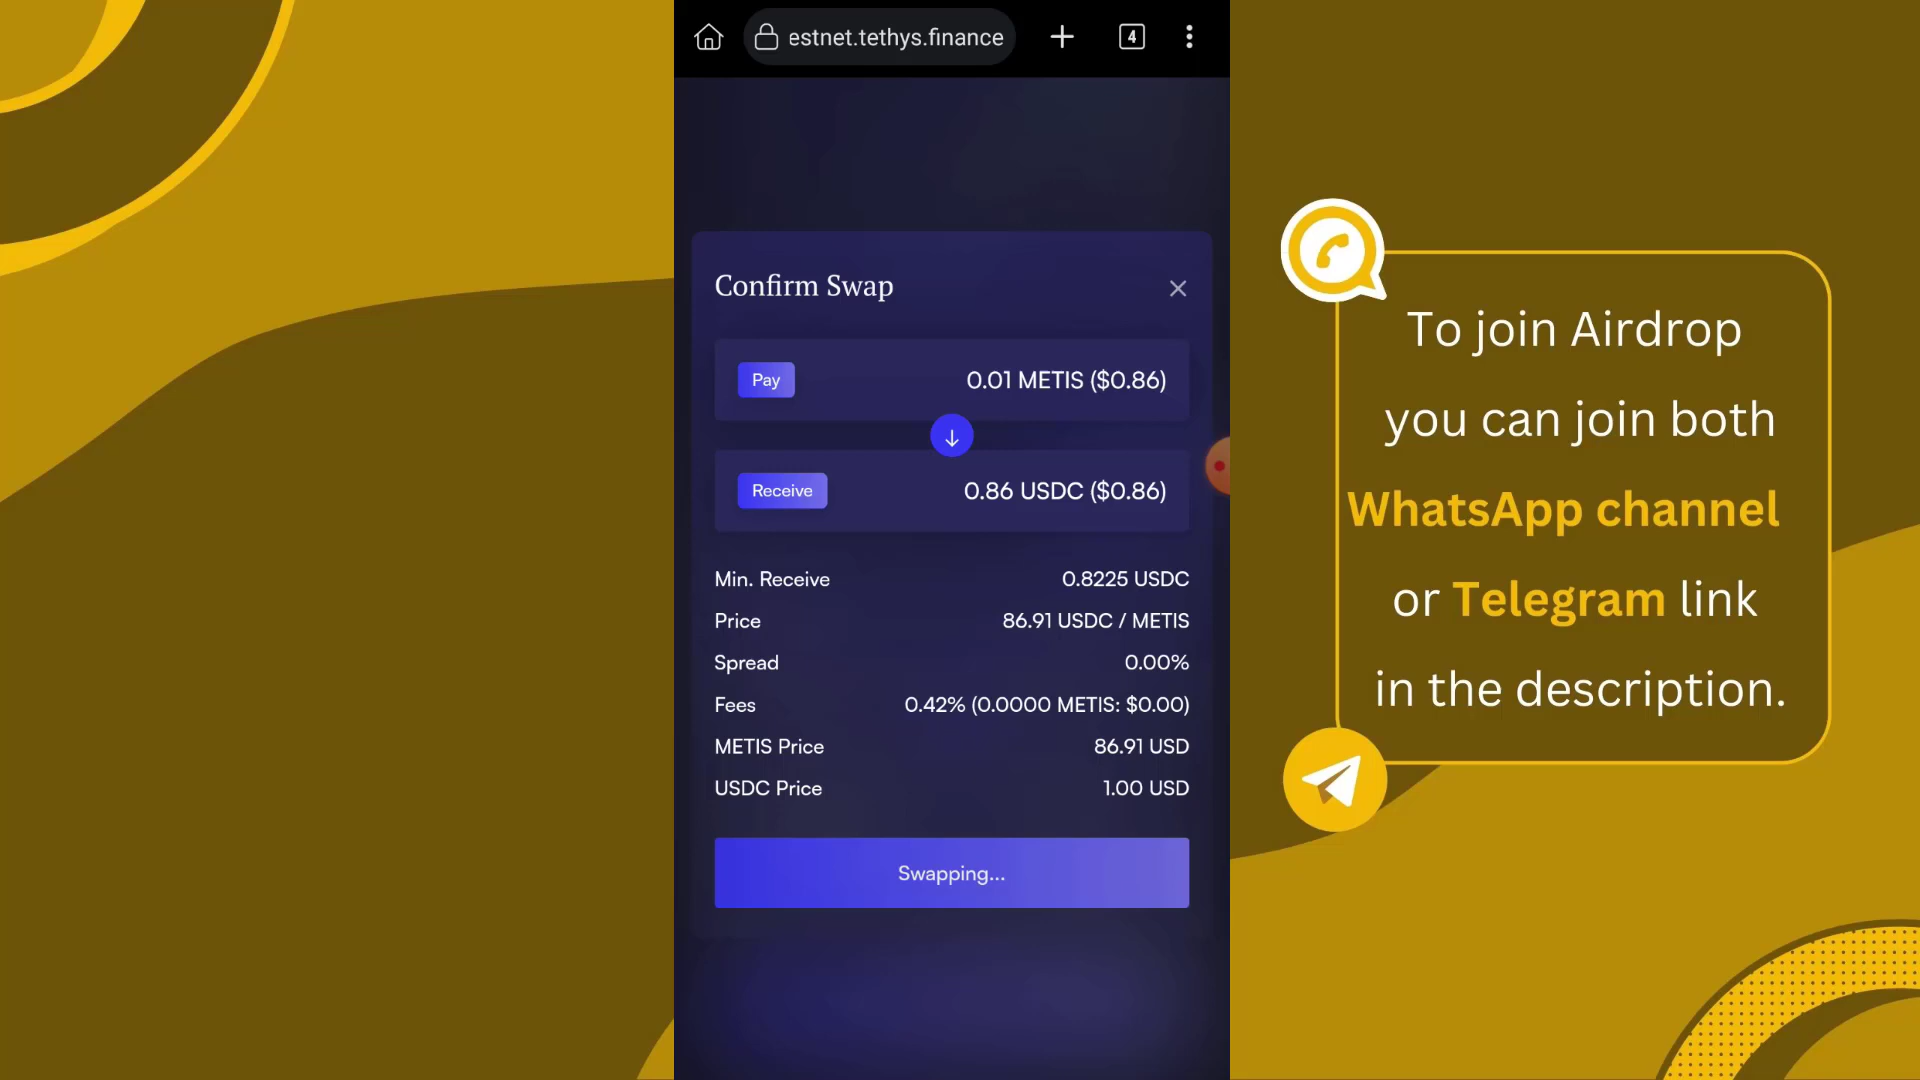 estnet.tethys.finance
4
Confirm Swap
Pay
0.01 METIS ($0.86)
Receive
0.86 USDC ($0.86)
Min. Receive 0.8225 USDC
Price 86.91 USDC / METIS
Spread 0.00%
Fees 0.42% (0.0000 METIS: $0.00)
METIS Price 86.91 USD
USDC Price 1.00 USD
Swapping...
To join Airdrop
you can join both
WhatsApp channel
or Telegram link
in the description.